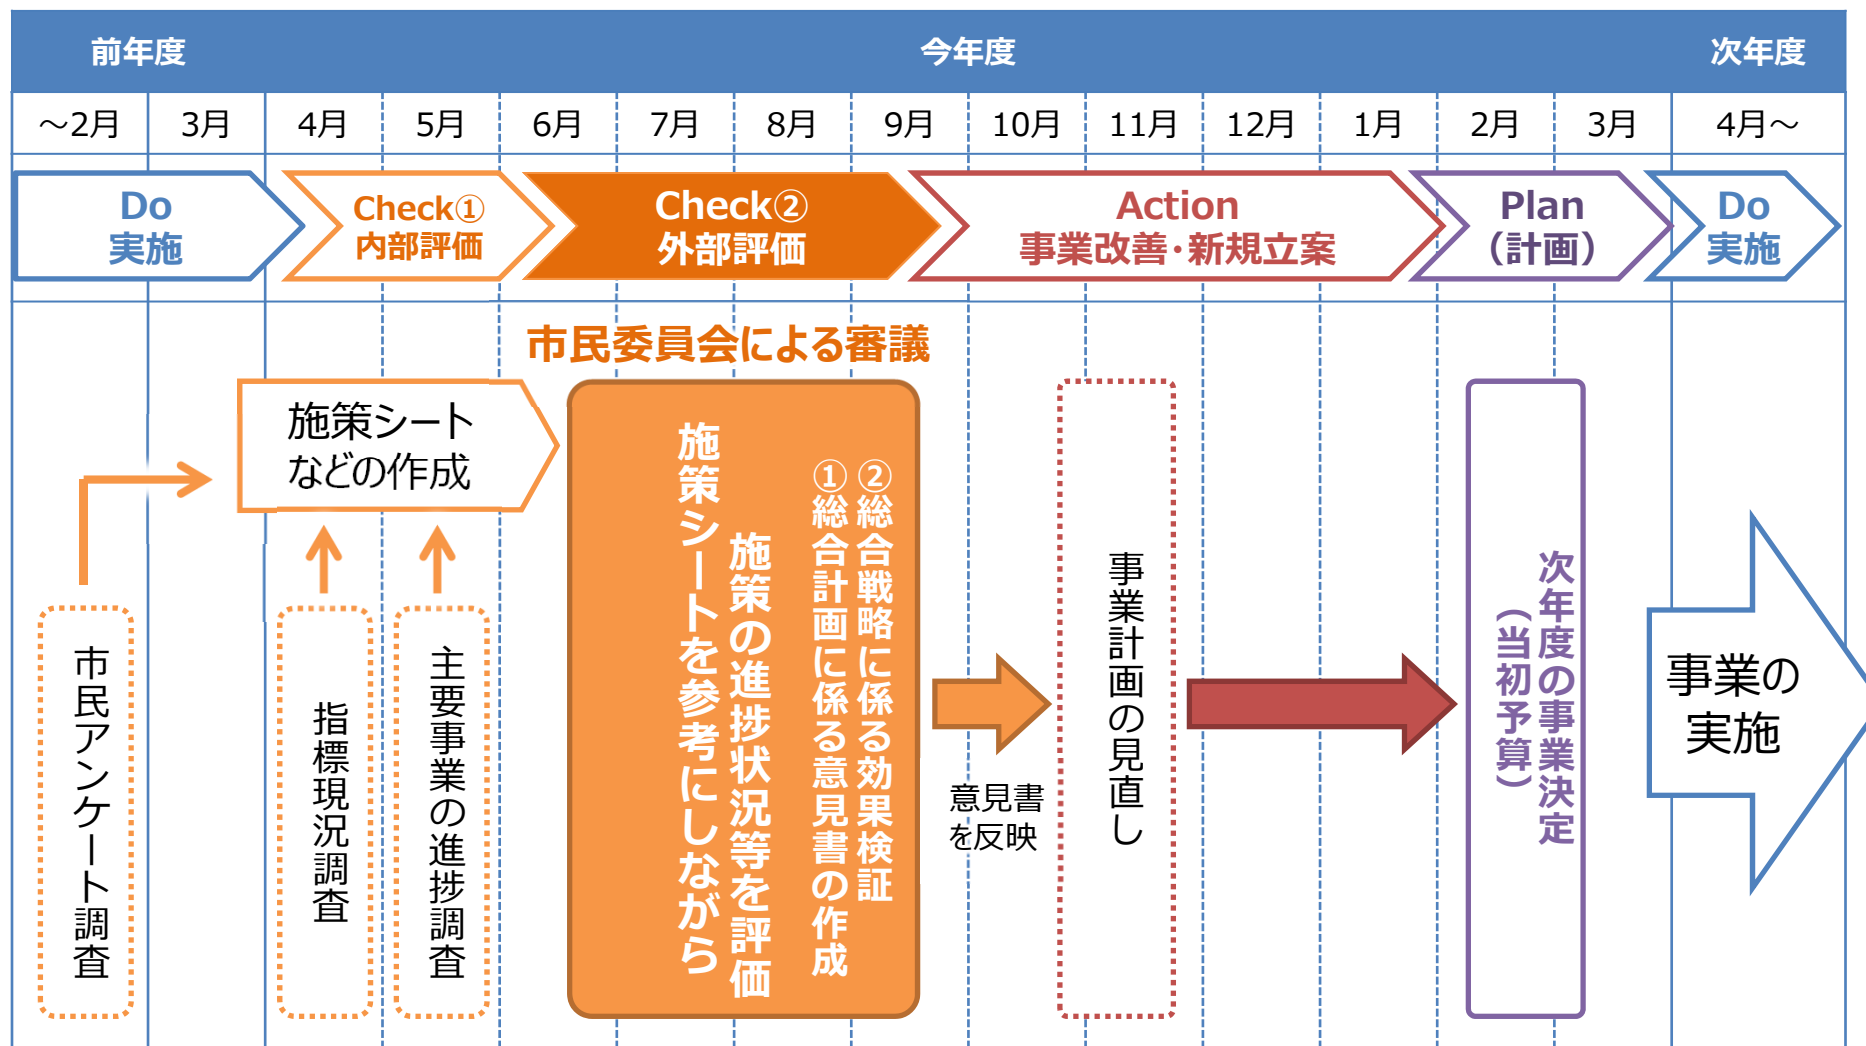 前年度
今年度
次年度
～2月
3月
4月
5月
6月
7月
8月
9月
10月
11月
12月
1月
2月
3月
4月～
Do
実施
Check①
内部評価
Check②
外部評価
Action
事業改善・新規立案
Plan
（計画）
Do
実施
市民委員会による審議
施策シート
などの作成
市民アンケート調査
指標現況調査
主要事業の進捗調査
施策シートを参考にしながら
施策の進捗状況等を評価
①総合計画に係る意見書の作成
②総合戦略に係る効果検証
意見書
を反映
事業計画の見直し
次年度の事業決定
（当初予算）
事業の
実施